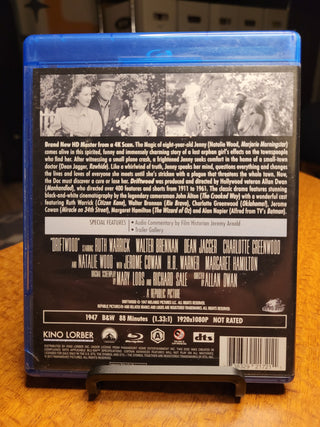 Brand New HD Master from a 4K Scan. The Magic of eight-year-old Jenny (Natalie Wood, Marjorie Morningstar)
comes alive in this spirited, funny and immensely charming story of a lost orphan girl's effects on the townspeople
who find her. After witnessing a small plane crash, a frightened Jenny seeks comfort in the home of a small-town doctor
(Dean Jagger, Rawhide). Like a whirlwind of truth, Jenny speaks her mind, questions everything and changes
the lives and loves of everyone she meets until she's stricken with a plague that threatens the whole town. Now,
the Doc must discover a cure or lose her. Driftwood was produced and directed by Hollywood veteran Allan Dwan
(Manhandled), who directed over 400 features and shorts from 1911 to 1961. The classic drama features stunning
black-and-white cinematography by the legendary cameraman John Alton (The Crooked Way) with a wonderful cast
featuring Ruth Warrick (Citizen Kane), Walter Brennan (Rio Bravo), Charlotte Greenwood (Oklahoma!), Jerome
Cowan (Miracle on 34th Street), Margaret Hamilton (The Wizard of Oz) and Alan Napier (Alfred from TV's Batman).
SPECIAL FEATURES
• Audio Commentary by Film Historian Jeremy Arnold
• Trailer Gallery
"DRIFTWOOD" STARRING RUTH WARRICK WALTER BRENNAN DEAN JAGGER CHARLOTTE GREENWOOD
AND NATALIE WOOD WITH JEROME COWAN H.B. WARNER MARGARET HAMILTON
ORIGINAL SCREENPLAY BY MARY LOOS AND RICHARD SALE DIRECTED BY ALLAN DWAN
A REPUBLIC PICTURE
1947 B&W 88 Minutes (1.33:1) 1920x1080P NOT RATED
KINO LORBER
dts